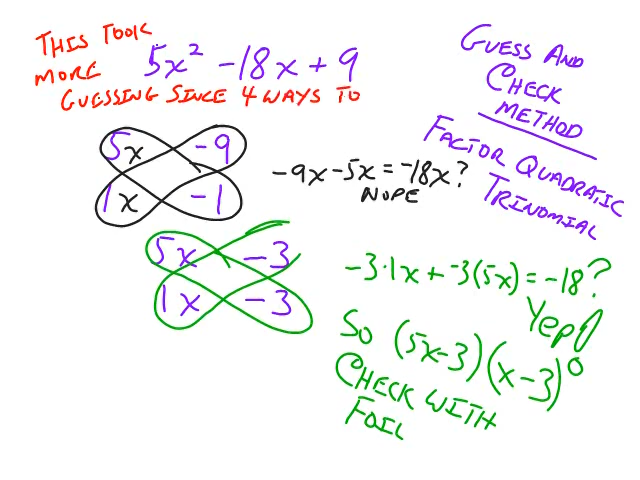 THIS TOOK
MORE
5x² -18x + 9
GUESSING SINCE 4 WAYS TO
GUESS AND
CHECK
METHOD
FACTOR QUADRATIC
TRINOMIAL
5x -9
1x -1
-9x -5x = -18x?
NOPE
5x -3
1x -3
-3·1x + -3(5x) = -18?
Yep!
So (5x-3)(x-3)
CHECK WITH
FOIL